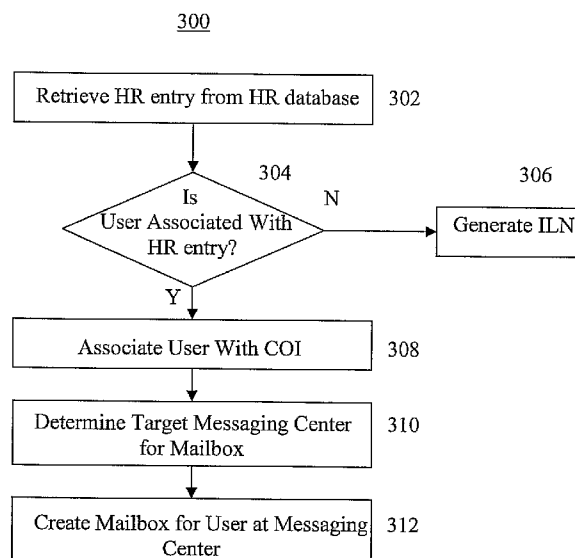 300
Retrieve HR entry from HR database
302
304
Is
User Associated With
HR entry?
N
306
Generate ILN
Y
Associate User With COI
308
Determine Target Messaging Center
for Mailbox
310
Create Mailbox for User at Messaging
Center
312